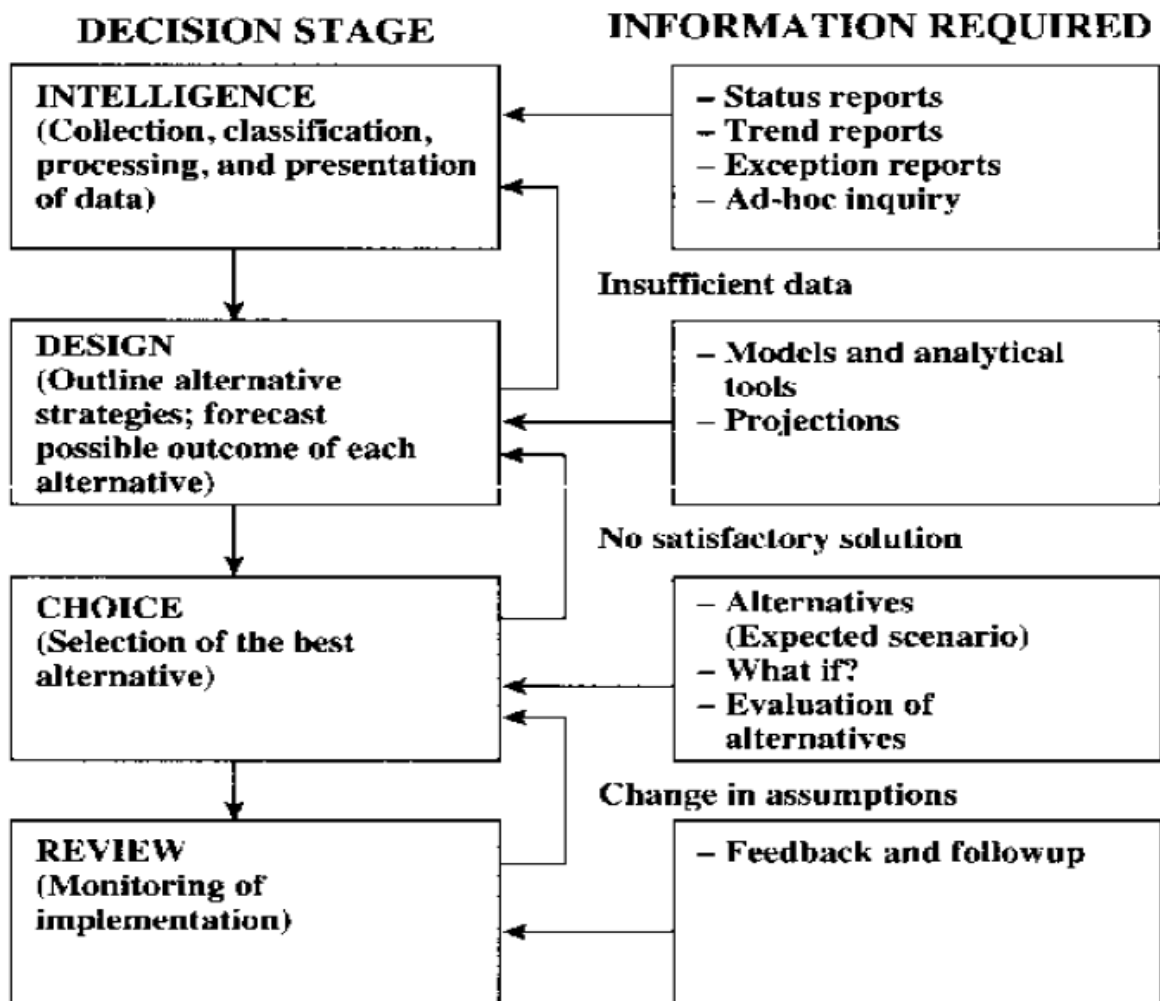 DECISION STAGE
INFORMATION REQUIRED
INTELLIGENCE
(Collection, classification,
processing, and presentation
of data)
– Status reports
– Trend reports
– Exception reports
– Ad-hoc inquiry
Insufficient data
DESIGN
(Outline alternative
strategies; forecast
possible outcome of each
alternative)
– Models and analytical
tools
– Projections
No satisfactory solution
CHOICE
(Selection of the best
alternative)
– Alternatives
(Expected scenario)
– What if?
– Evaluation of
alternatives
Change in assumptions
REVIEW
(Monitoring of
implementation)
– Feedback and followup